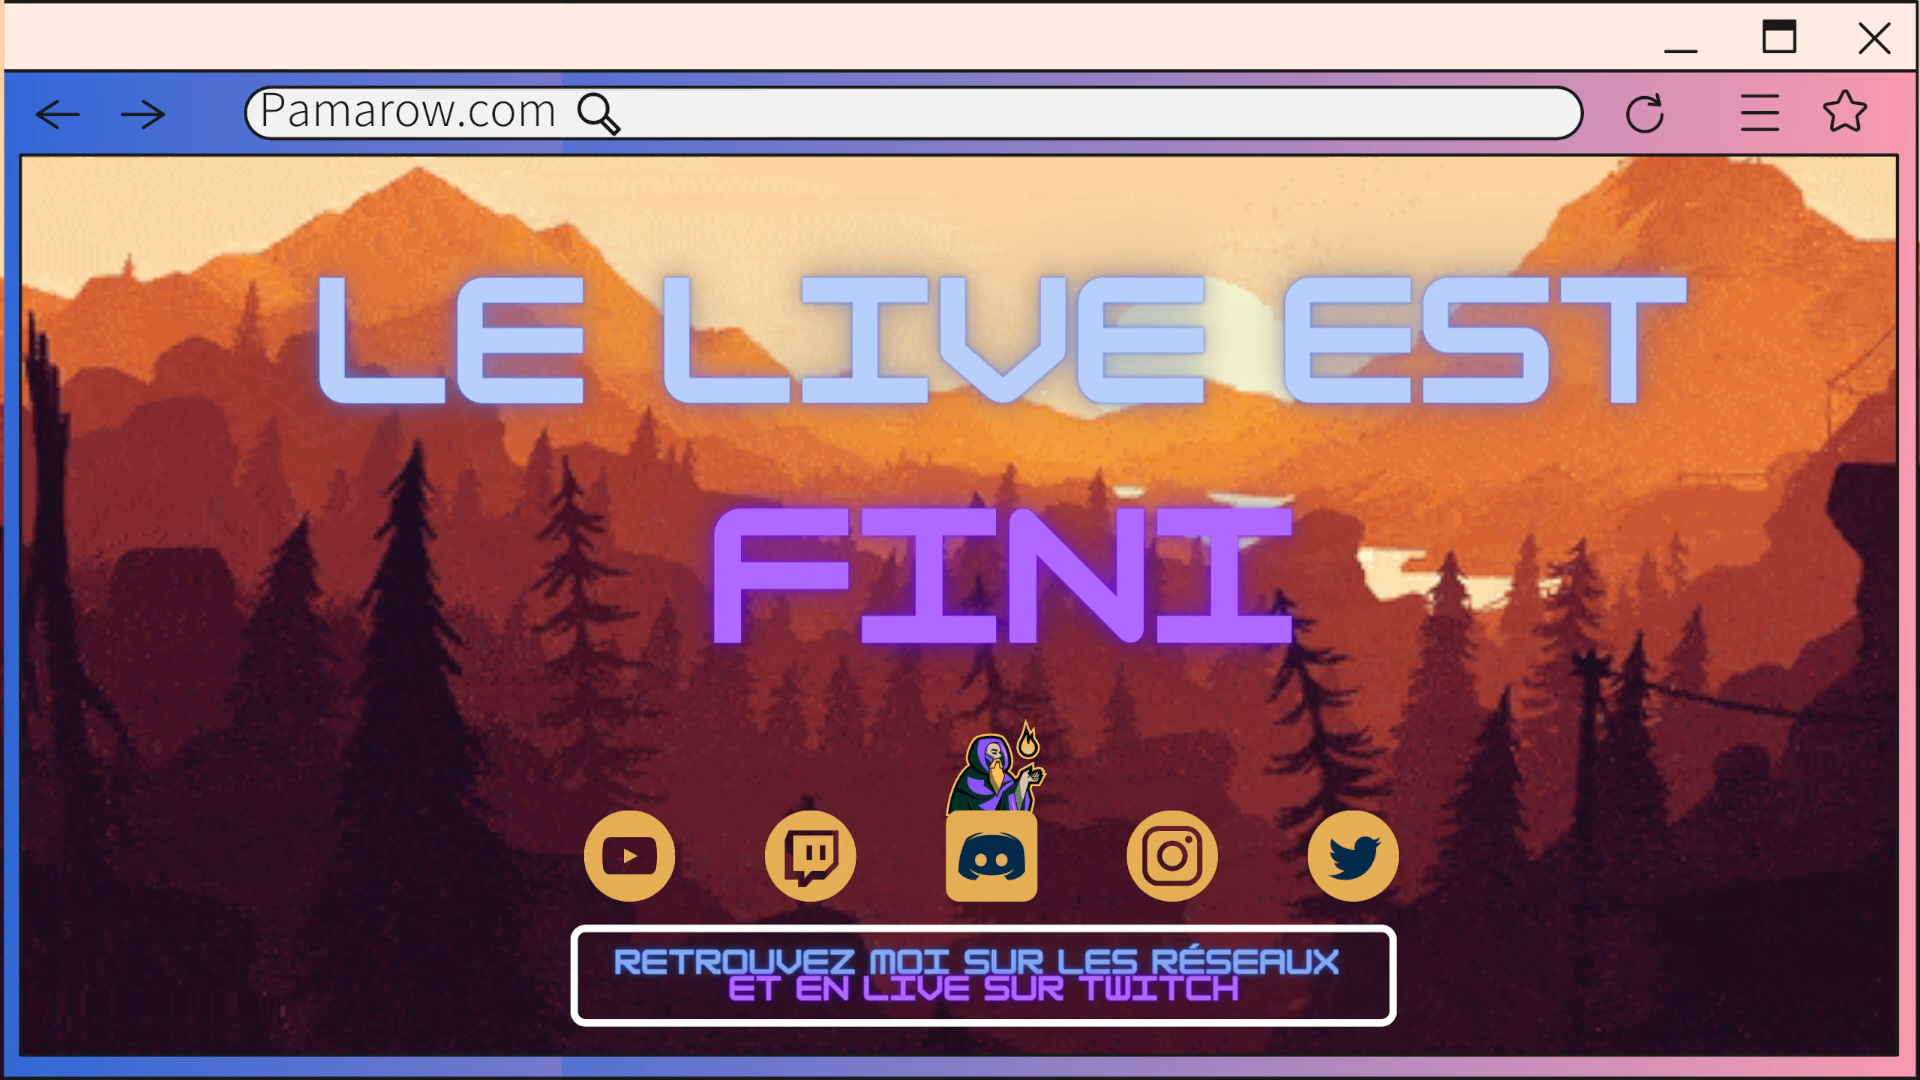 Pamarow.com
LE LIVE EST
FINI
RETROUVEZ MOI SUR LES RÉSEAUX
ET EN LIVE SUR TWITCH